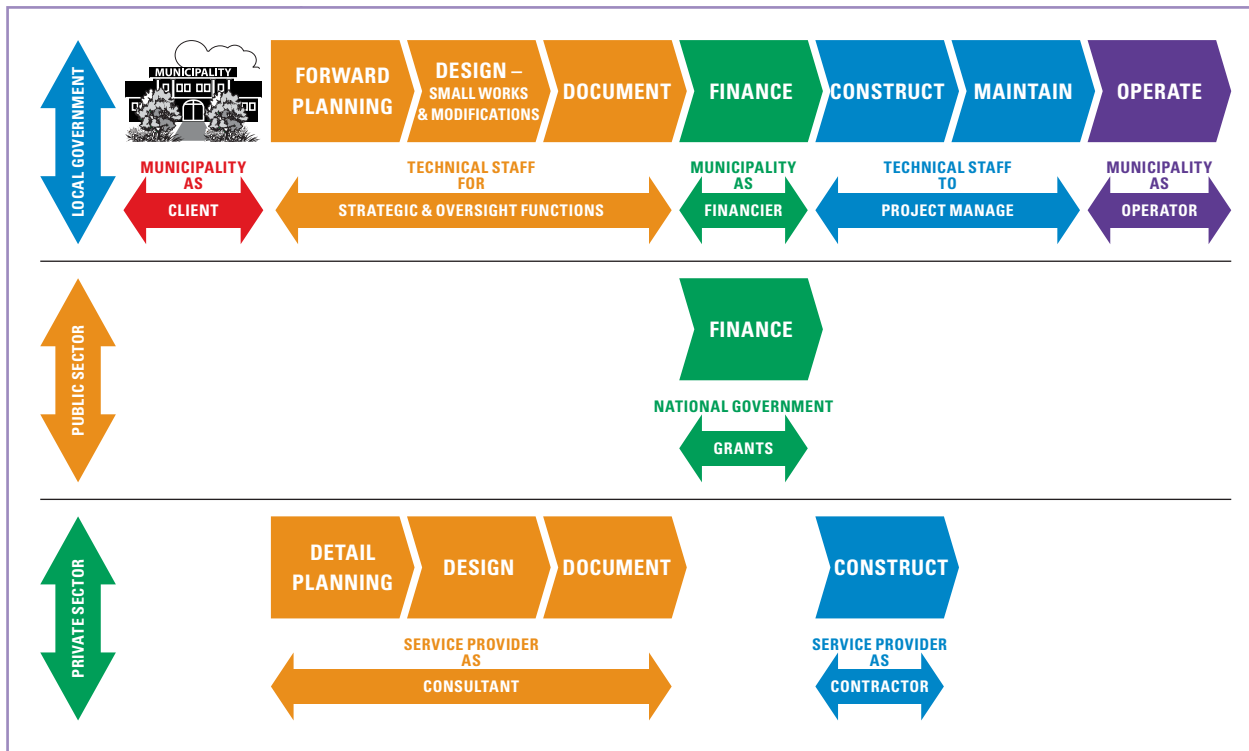 LOCAL GOVERNMENT
MUNICIPALITY
FORWARD
PLANNING
DESIGN –
SMALL WORKS
& MODIFICATIONS
DOCUMENT
FINANCE
CONSTRUCT
MAINTAIN
OPERATE
MUNICIPALITY
AS
CLIENT
TECHNICAL STAFF
FOR
STRATEGIC & OVERSIGHT FUNCTIONS
MUNICIPALITY
AS
FINANCIER
TECHNICAL STAFF
TO
PROJECT MANAGE
MUNICIPALITY
AS
OPERATOR
PUBLIC SECTOR
FINANCE
NATIONAL GOVERNMENT
GRANTS
PRIVATE SECTOR
DETAIL
PLANNING
DESIGN
DOCUMENT
CONSTRUCT
SERVICE PROVIDER
AS
CONSULTANT
SERVICE PROVIDER
AS
CONTRACTOR